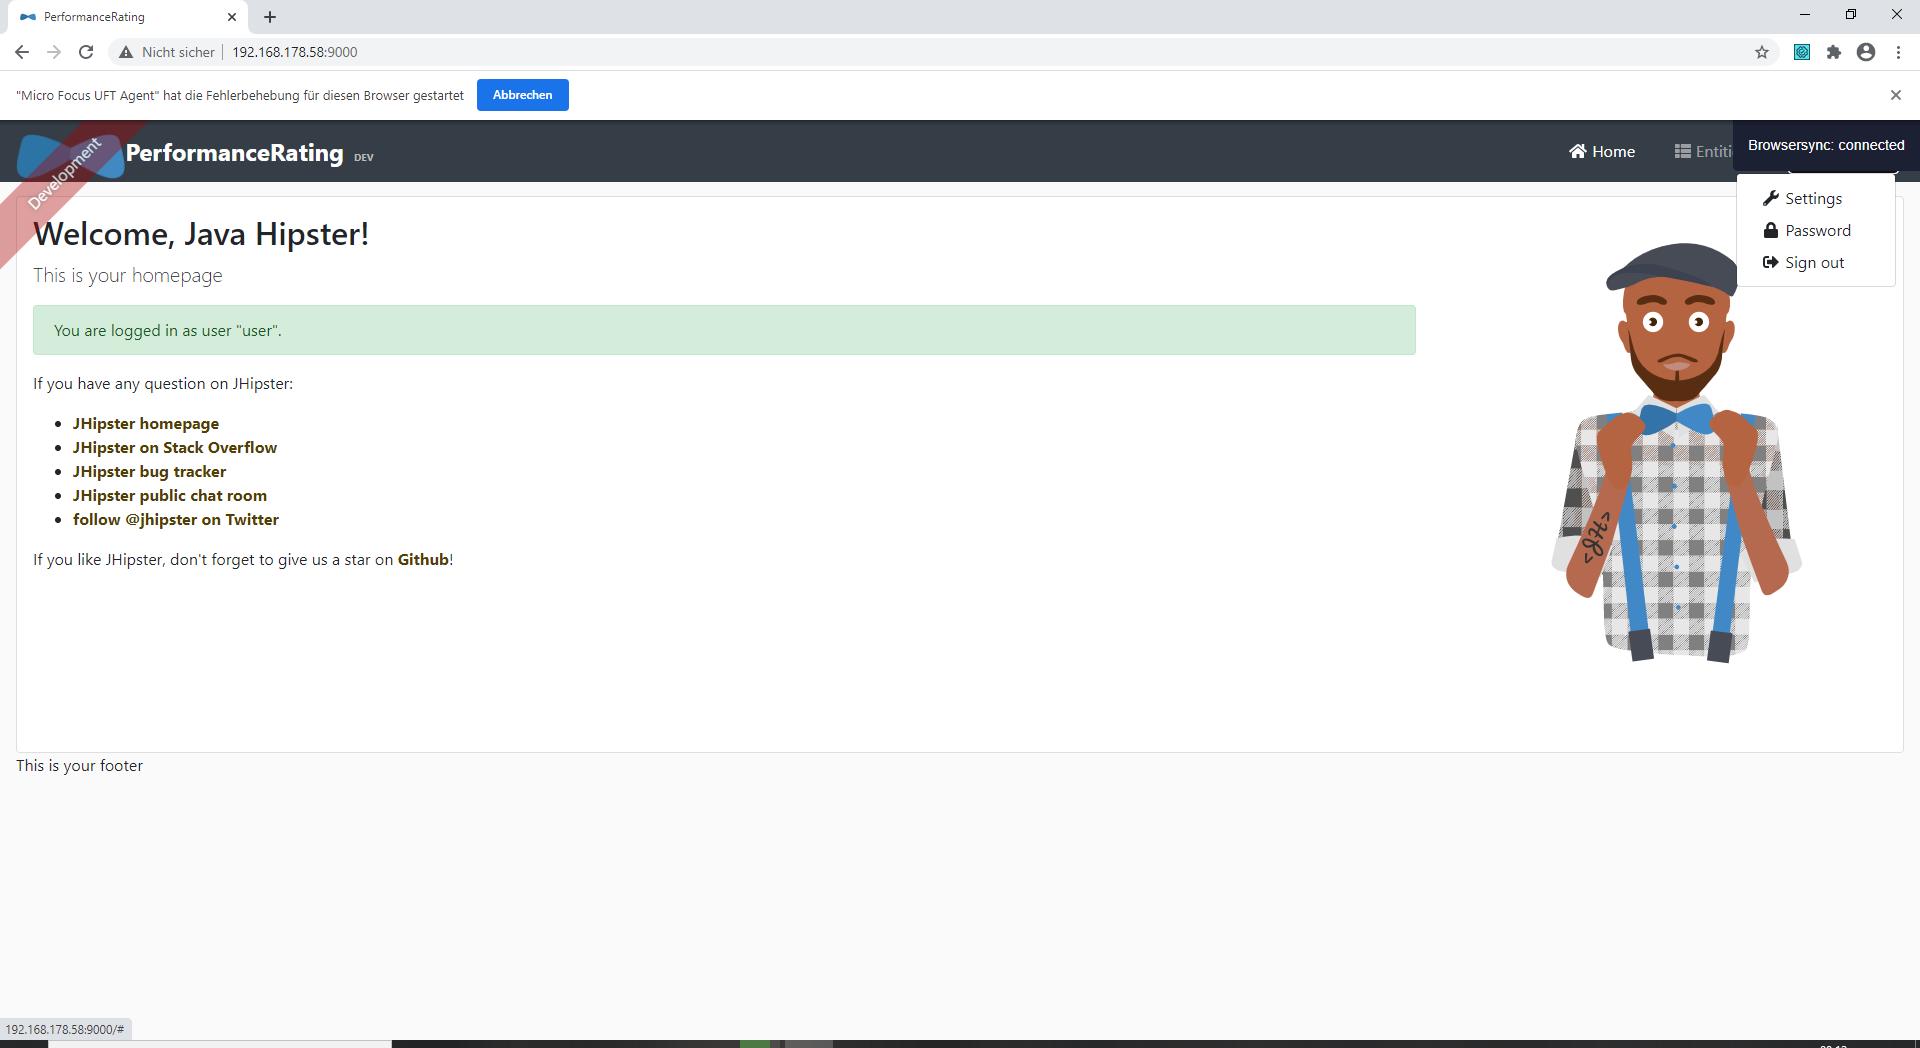 PerformanceRating
Nicht sicher
192.168.178.58:9000
"Micro Focus UFT Agent" hat die Fehlerbehebung für diesen Browser gestartet
Abbrechen
Development
PerformanceRating DEV
Home
Entiti
Browsersync: connected
Settings
Password
Sign out
Welcome, Java Hipster!
This is your homepage
You are logged in as user "user".
If you have any question on JHipster:
JHipster homepage
JHipster on Stack Overflow
JHipster bug tracker
JHipster public chat room
follow @jhipster on Twitter
If you like JHipster, don't forget to give us a star on Github!
<JH>
This is your footer
192.168.178.58:9000/#